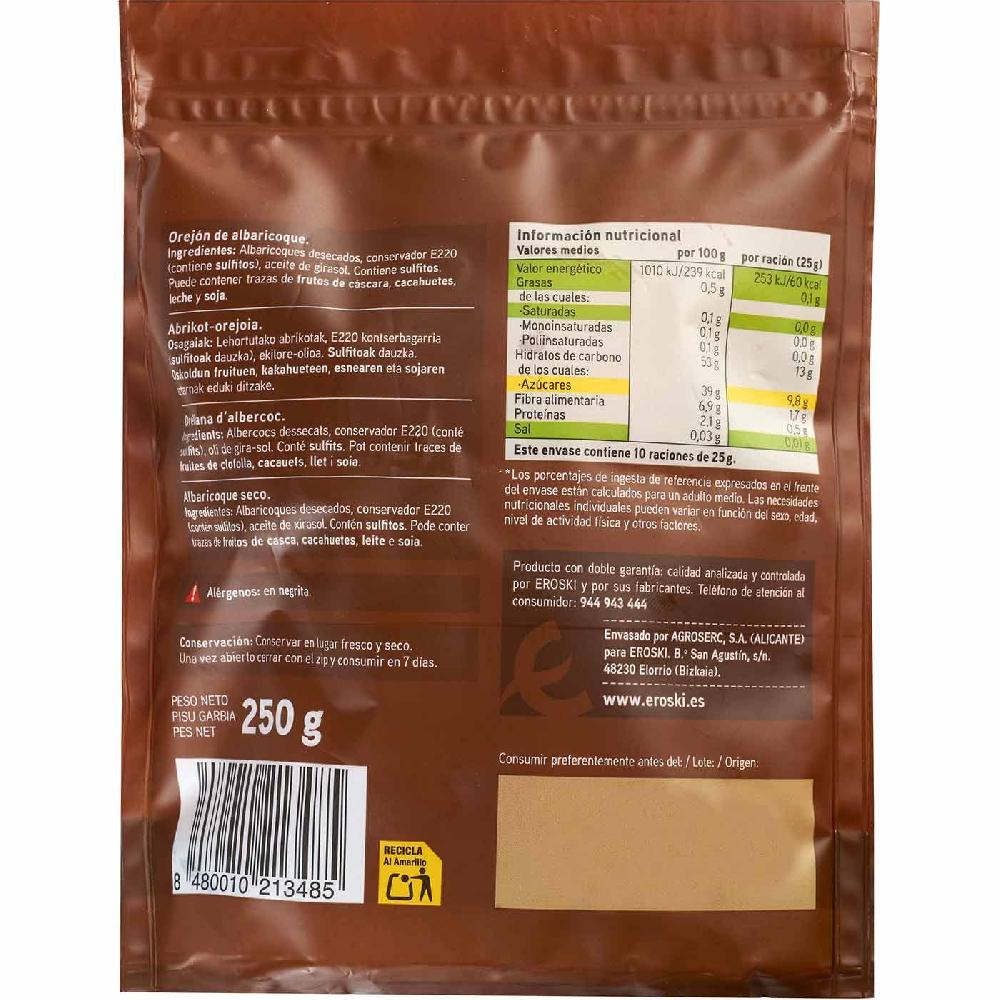 Orejón de albaricoque.
Ingredientes: Albaricoques desecados, conservador E220
(contiene sulfitos), aceite de girasol. Contiene sulfitos.
Puede contener trazas de frutos de cáscara, cacahuetes,
leche y soja.
Abrikot-orejoia.
Osagaiak: Lehortutako abrikotak, E220 kontserbagarria
(sulfitoak dauzka), ekilore-olioa. Sulfitoak dauzka.
Oskoldun fruituen, kakahueteen, esnearen eta sojaren
aztarnak eduki ditzake.
Orellana d'albercoc.
Ingredients: Albercocs dessecats, conservador E220 (conté
sulfits), oli de gira-sol. Conté sulfits. Pot contenir traces de
fruites de clofolla, cacauets, llet i soia.
Albaricoque seco.
Ingredientes: Albaricoques desecados, conservador E220
(contén sulfitos), aceite de xirasol. Contén sulfitos. Pode conter
trazas de froitos de casca, cacahuetes, leite e soia.
Alérgenos: en negrita.
Conservación: Conservar en lugar fresco y seco.
Una vez abierto cerrar con el zip y consumir en 7 días.
PESO NETO
PISU GARBIA
PES NET
250 g
8 480010 213485
RECICLA
Al Amarillo
Información nutricional
Valores medios por 100 g por ración (25g)
Valor energético 1010 kJ/239 kcal 253 kJ/60 kcal
Grasas 0,5 g 0,1 g
de las cuales:
-Saturadas 0,1 g 0,0 g
-Monoinsaturadas 0,1 g 0,0 g
-Poliinsaturadas 0,1 g 0,0 g
Hidratos de carbono 53 g 13 g
de los cuales:
-Azúcares 39 g 9,8 g
Fibra alimentaria 6,9 g 1,7 g
Proteínas 2,1 g 0,5 g
Sal 0,03 g 0,01 g
Este envase contiene 10 raciones de 25g.
*Los porcentajes de ingesta de referencia expresados en el frente
del envase están calculados para un adulto medio. Las necesidades
nutricionales individuales pueden variar en función del sexo, edad,
nivel de actividad física y otros factores.
Producto con doble garantía: calidad analizada y controlada
por EROSKI y por sus fabricantes. Teléfono de atención al
consumidor: 944 943 444
Envasado por AGROSERC, S.A. (ALICANTE)
para EROSKI. B.º San Agustín, s/n.
48230 Elorrio (Bizkaia).
www.eroski.es
Consumir preferentemente antes del: / Lote: / Origen: